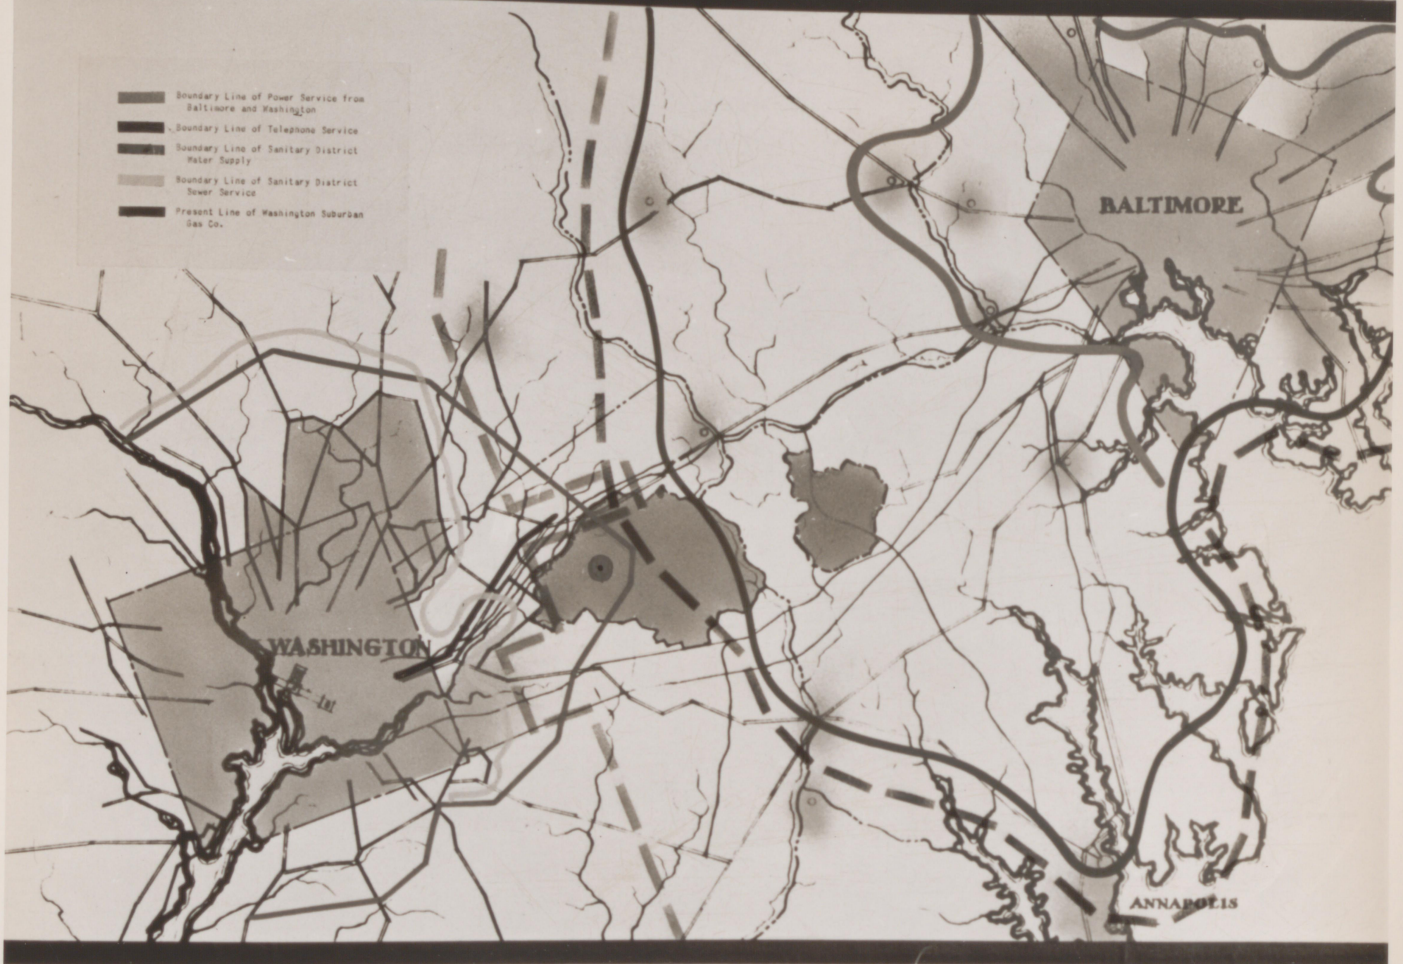 Boundary Line of Power Service from
Baltimore and Washington
Boundary Line of Telephone Service
Boundary Line of Sanitary District
Water Supply
Boundary Line of Sanitary District
Sewer Service
Present Line of Washington Suburban
Gas Co.
BALTIMORE
WASHINGTON
ANNAPOLIS